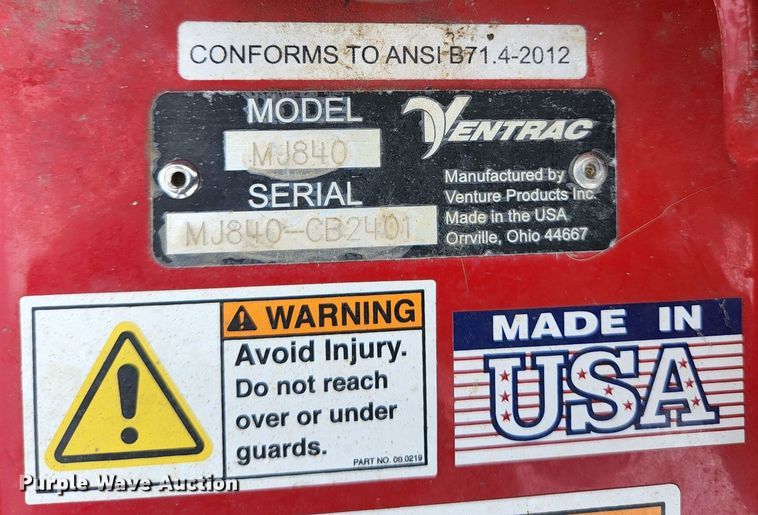 CONFORMS TO ANSI B71.4-2012
MODEL
MJ840
SERIAL
MJ840-CB2401
VENTRAC
Manufactured by
Venture Products Inc.
Made in the USA
Orrville, Ohio 44667
WARNING
Avoid Injury.
Do not reach
over or under
guards.
PART NO. 00.0219
MADE IN
USA
Purple Wave Auction